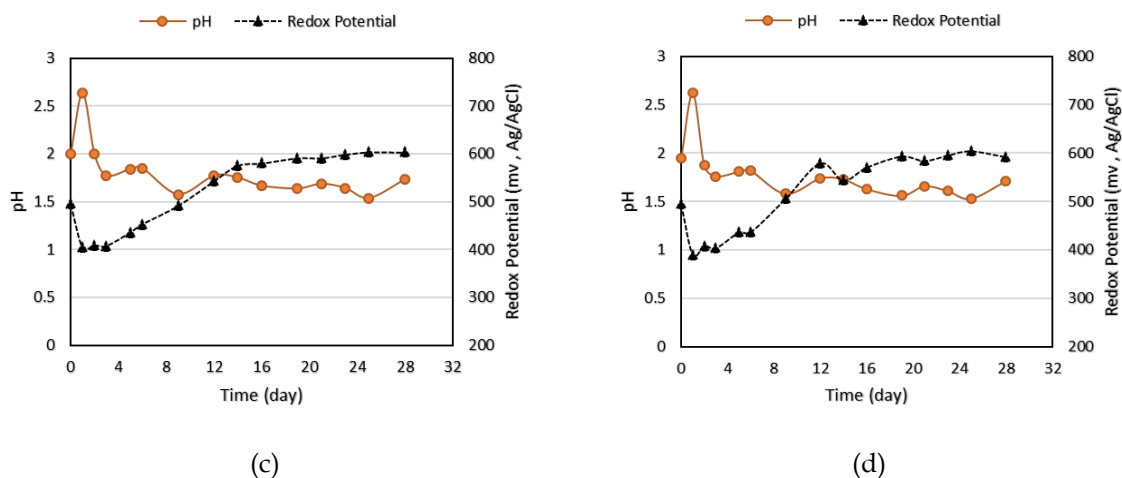 pH
Redox Potential
3
2.5
2
1.5
1
0.5
0
pH
800
700
600
500
400
300
200
Redox Potential (mv , Ag/AgCl)
0 4 8 12 16 20 24 28 32
Time (day)
(c)
pH
Redox Potential
3
2.5
2
1.5
1
0.5
0
pH
800
700
600
500
400
300
200
Redox Potential (mv , Ag/AgCl)
0 4 8 12 16 20 24 28 32
Time (day)
(d)